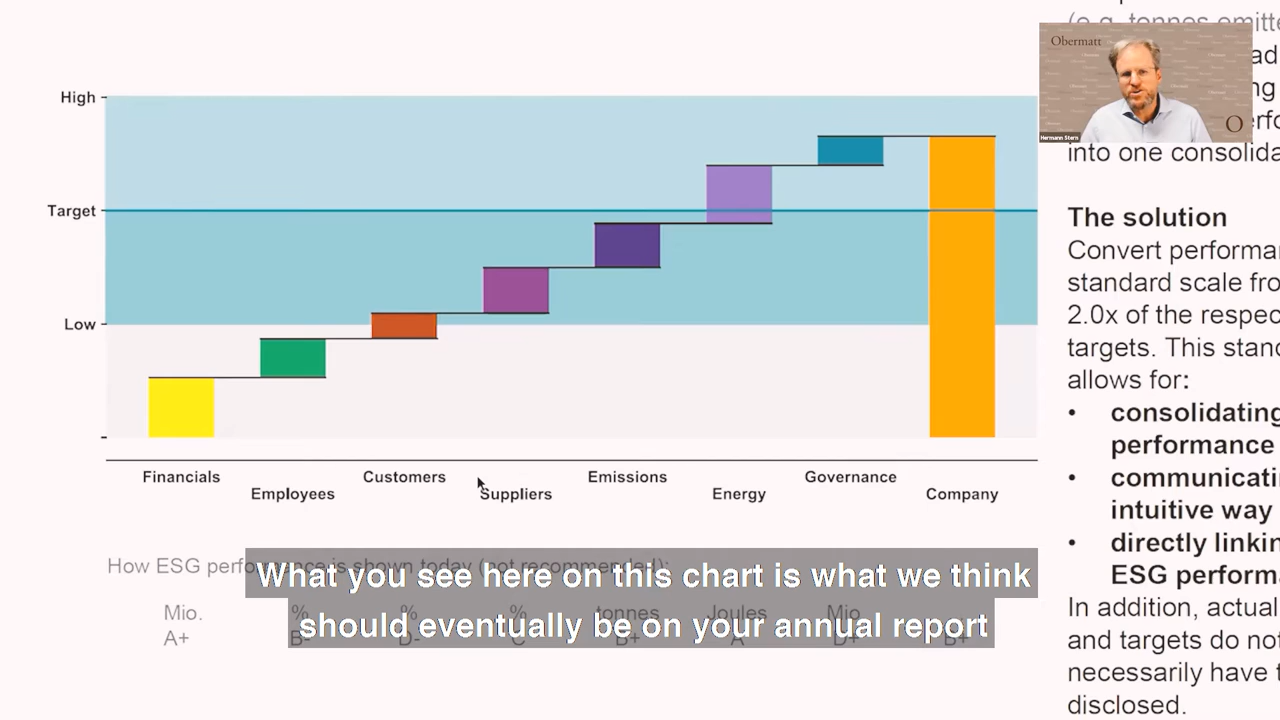 (e.g. tonnes emitte
Obermatt
Hermann Stern
O
into one consolida
High
Target
Low
Financials
Employees
Customers
Suppliers
Emissions
Energy
Governance
Company
The solution
Convert performa
standard scale fro
2.0x of the respec
targets. This stand
allows for:
• consolidating
performance
• communicati
intuitive way
• directly linkin
ESG performa
In addition, actual
and targets do not
necessarily have t
disclosed.
How ESG performance is shown today (not recommended):
Mio. % % % tonnes Joules Mio.
A+ B- D- C B+ A D+ B+
What you see here on this chart is what we think
should eventually be on your annual report